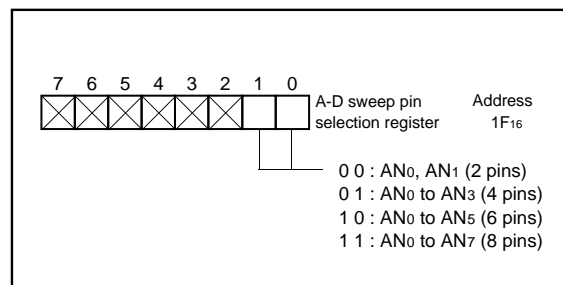 7 6 5 4 3 2 1 0
A-D sweep pin Address
selection register 1F16
0 0 : AN0, AN1 (2 pins)
0 1 : AN0 to AN3 (4 pins)
1 0 : AN0 to AN5 (6 pins)
1 1 : AN0 to AN7 (8 pins)